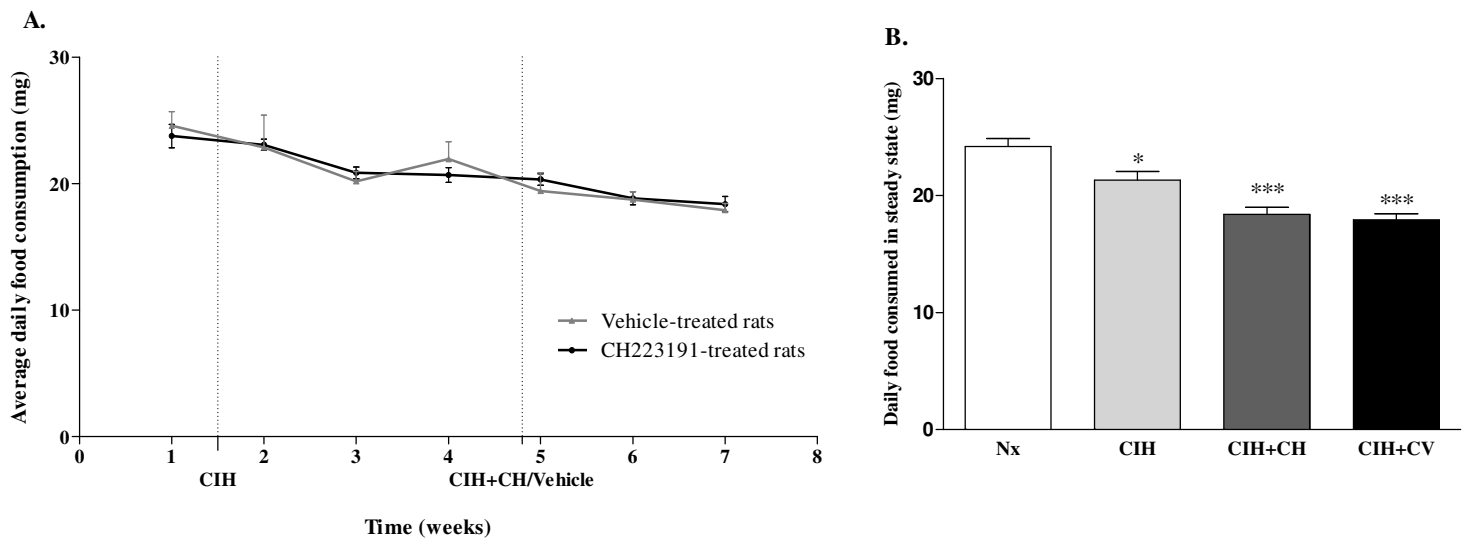 A.
Average daily food consumption (mg)
30
20
10
0
0 1 2 3 4 5 6 7 8
CIH CIH+CH/Vehicle
Time (weeks)
Vehicle-treated rats
CH223191-treated rats
B.
Daily food consumed in steady state (mg)
30
20
10
0
*
***
***
Nx CIH CIH+CH CIH+CV